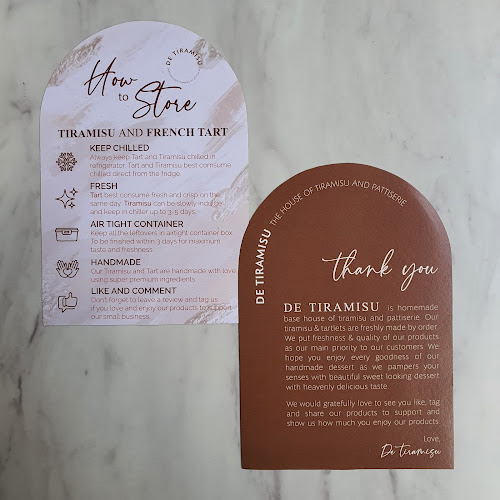 DE TIRAMISU
How
to
Store
TIRAMISU AND FRENCH TART
KEEP CHILLED
Always keep Tart and Tiramisu chilled in
refrigerator. Tart and Tiramisu best comsume
chilled direct from the fridge.
FRESH
Tart best consume fresh and crisp on the
same day. Tiramisu can be slowly indulge
and keep in chiller up to 3-5 days.
AIR TIGHT CONTAINER
Keep all the leftovers in airtight container box.
To be finished within 3 days for maximum
taste and freshness
HANDMADE
Our Tiramisu and Tart are handmade with love
using super premium ingredients
LIKE AND COMMENT
Don't forget to leave a review and tag us
if you love and enjoy our products to support
our small business.
DE TIRAMISU THE HOUSE OF TIRAMISU AND PATTISERIE
thank you
DE TIRAMISU is homemade
base house of tiramisu and patiserie. Our
tiramisu & tartlets are freshly made by order.
We put freshness & quality of our products
as our main priority to our customers. We
hope you enjoy every goodness of our
handmade dessert as we pampers your
senses with beautiful sweet looking dessert
with heavenly delicious taste.
We would gratefully love to see you like, tag
and share our products to support and
show us how much you enjoy our products.
Love,
De tiramisu